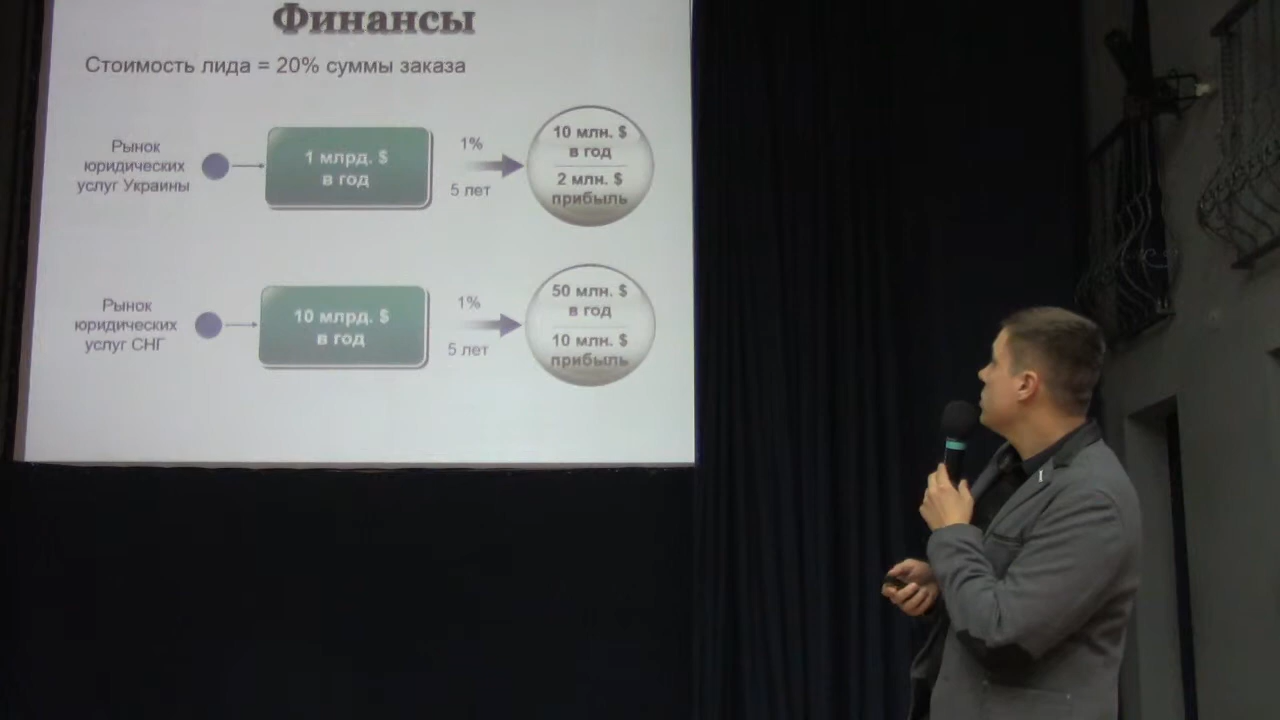 Финансы
Стоимость лида = 20% суммы заказа
Рынок
юридических
услуг Украины
1 млрд. $
в год
1%
5 лет
10 млн. $
в год
2 млн. $
прибыль
Рынок
юридических
услуг СНГ
10 млрд. $
в год
1%
5 лет
50 млн. $
в год
10 млн. $
прибыль